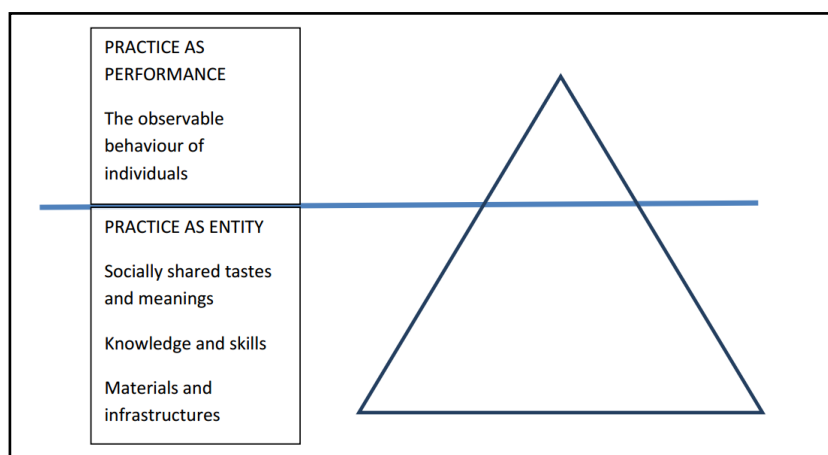 PRACTICE AS
PERFORMANCE
The observable
behaviour of
individuals
PRACTICE AS ENTITY
Socially shared tastes
and meanings
Knowledge and skills
Materials and
infrastructures